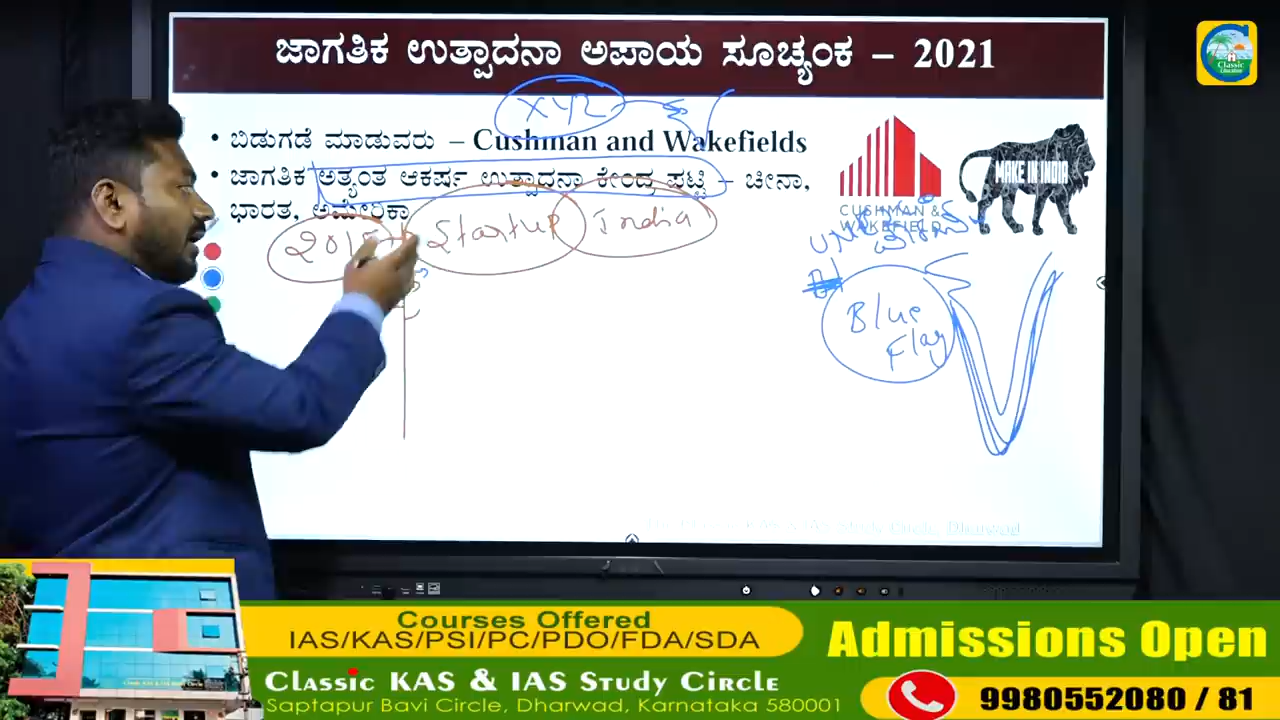 ಜಾಗತಿಕ ಉತ್ಪಾದನಾ ಅಪಾಯ ಸೂಚ್ಯಂಕ – 2021
Classic
Education
XYZ
• ಬಿಡುಗಡೆ ಮಾಡುವರು – Cushman and Wakefields
• ಜಾಗತಿಕ ಅತ್ಯಂತ ಆಕರ್ಷ ಉತ್ಪಾದನಾ ಕೇಂದ್ರ ಪಟ್ಟಿ – ಚೀನಾ,
ಭಾರತ, ಅಮೇರಿಕಾ
MAKE IN INDIA
CUSHMAN &
WAKEFIELD
2015 Startup India
Blue
Flag
Courses Offered
IAS/KAS/PSI/PC/PDO/FDA/SDA
Classic KAS & IAS Study Circle
Saptapur Bavi Circle, Dharwad, Karnataka 580001
Admissions Open
9980552080 / 81